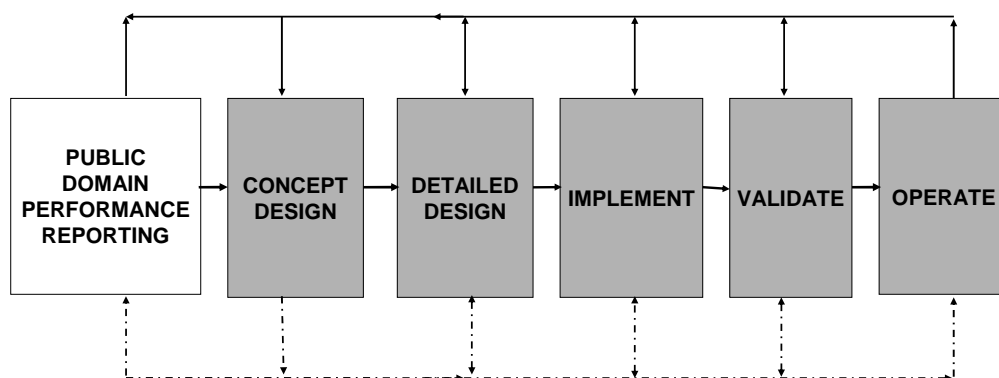 PUBLIC
DOMAIN
PERFORMANCE
REPORTING
CONCEPT
DESIGN
DETAILED
DESIGN
IMPLEMENT
VALIDATE
OPERATE